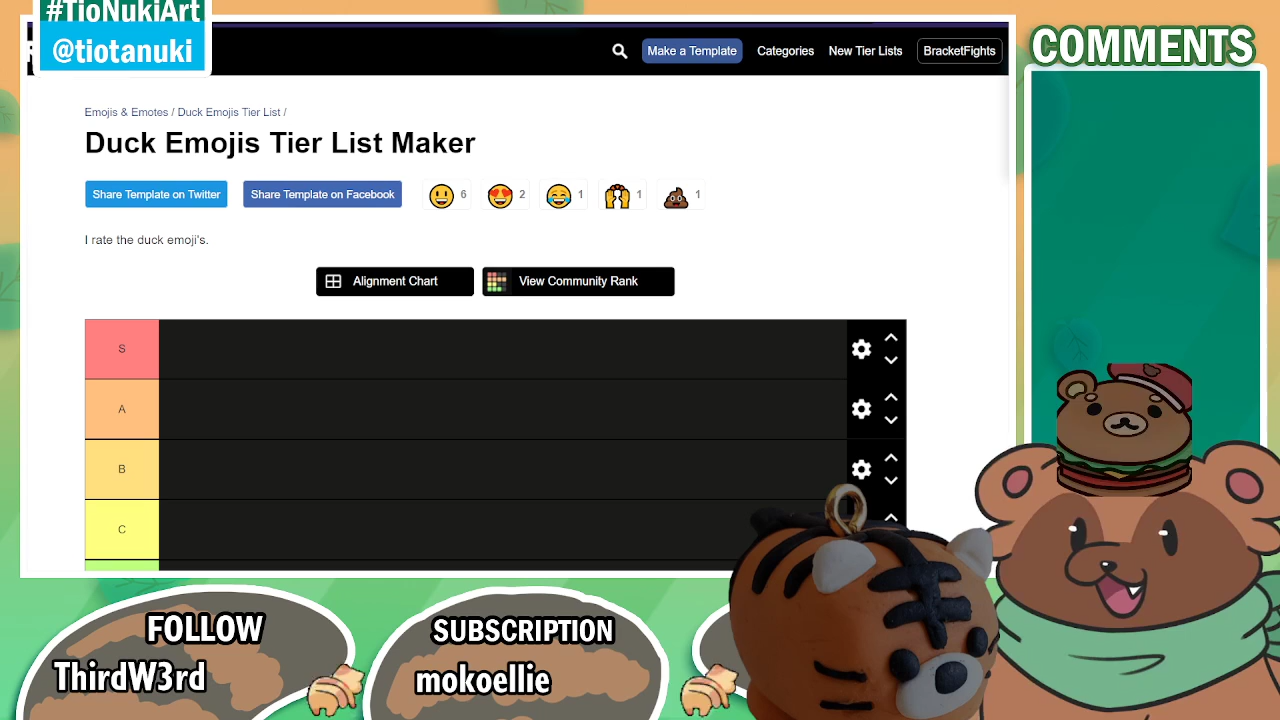 #TioNukiArt
@tiotanuki
Make a Template
Categories
New Tier Lists
BracketFights
COMMENTS
Emojis & Emotes / Duck Emojis Tier List /
Duck Emojis Tier List Maker
Share Template on Twitter
Share Template on Facebook
6
2
1
1
1
I rate the duck emoji's.
Alignment Chart
View Community Rank
S
A
B
C
FOLLOW
ThirdW3rd
SUBSCRIPTION
mokoellie